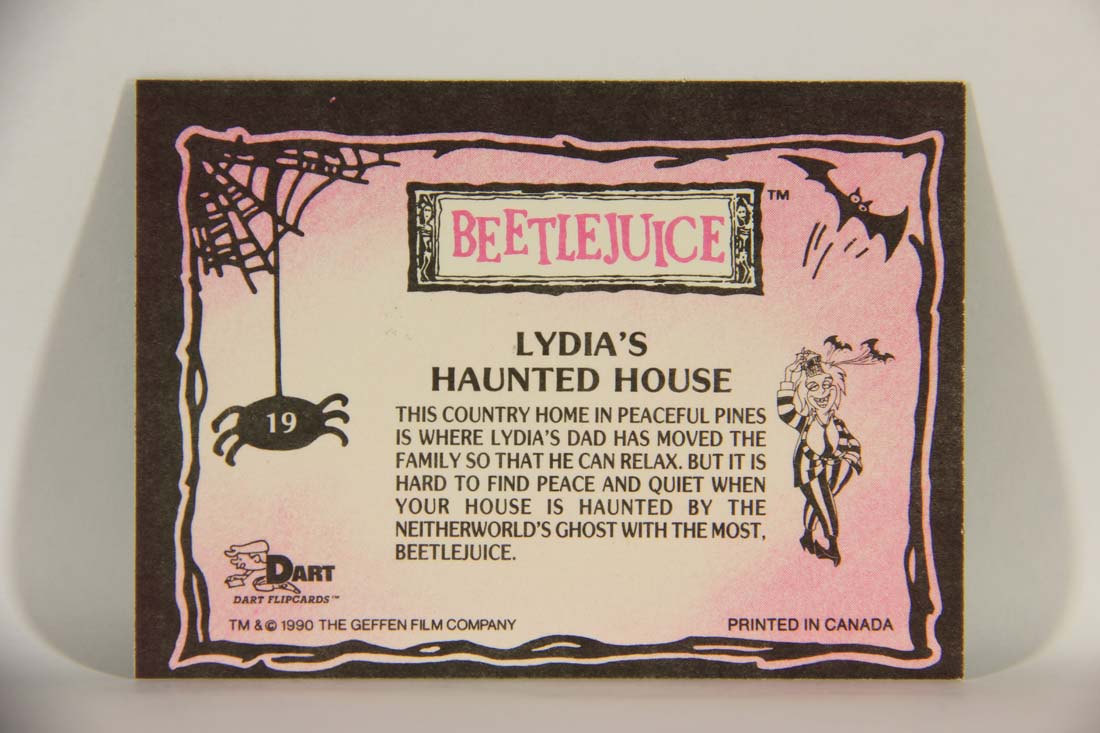 BEETLEJUICE™
LYDIA'S
HAUNTED HOUSE
THIS COUNTRY HOME IN PEACEFUL PINES
IS WHERE LYDIA'S DAD HAS MOVED THE
FAMILY SO THAT HE CAN RELAX. BUT IT IS
HARD TO FIND PEACE AND QUIET WHEN
YOUR HOUSE IS HAUNTED BY THE
NEITHERWORLD'S GHOST WITH THE MOST,
BEETLEJUICE.
19
DART
DART FLIPCARDS™
TM & © 1990 THE GEFFEN FILM COMPANY
PRINTED IN CANADA